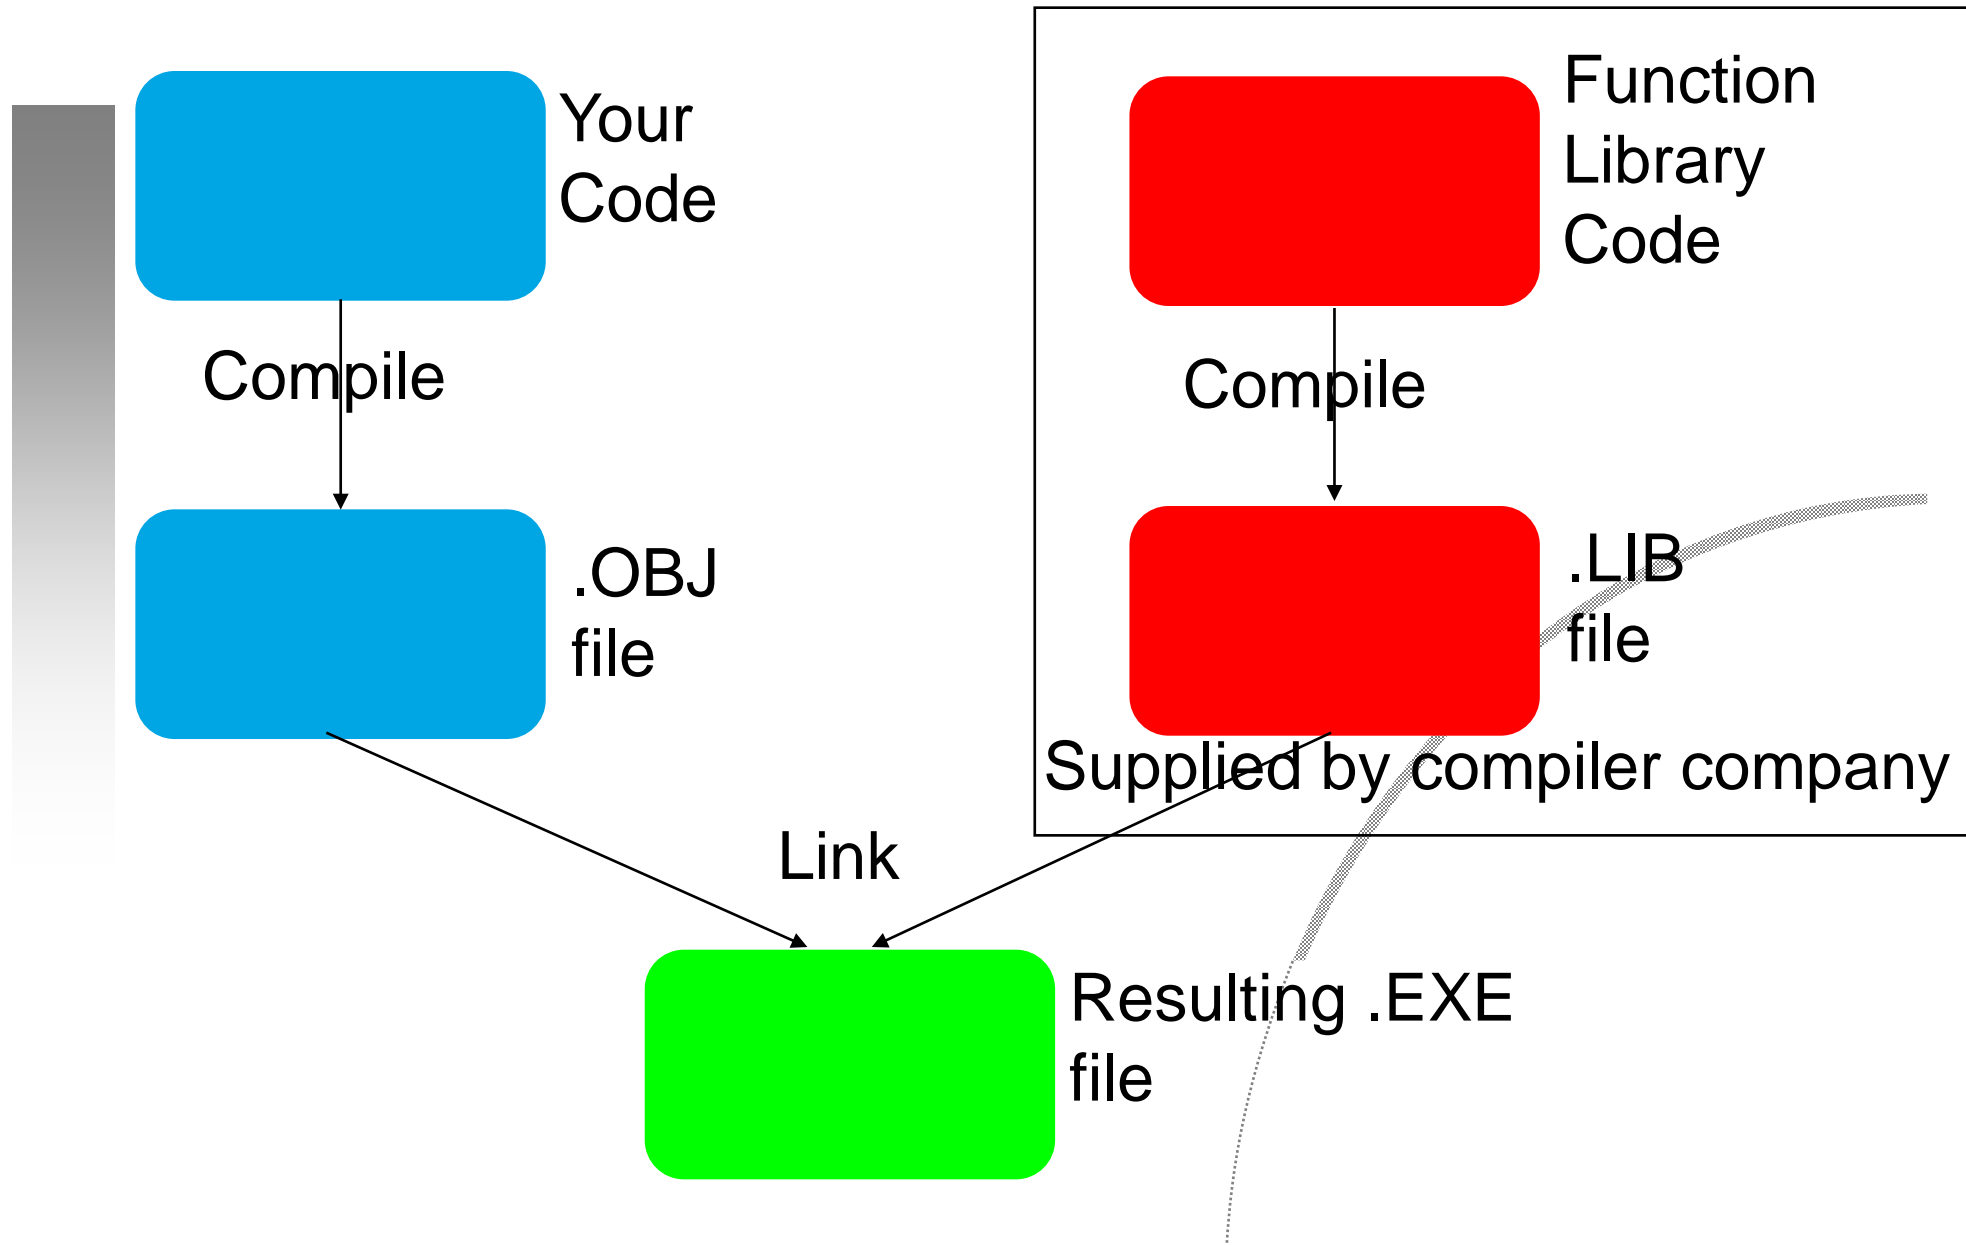 Your
Code
Function
Library
Code
Compile
Compile
.OBJ
file
.LIB
file
Supplied by compiler company
Link
Resulting .EXE
file